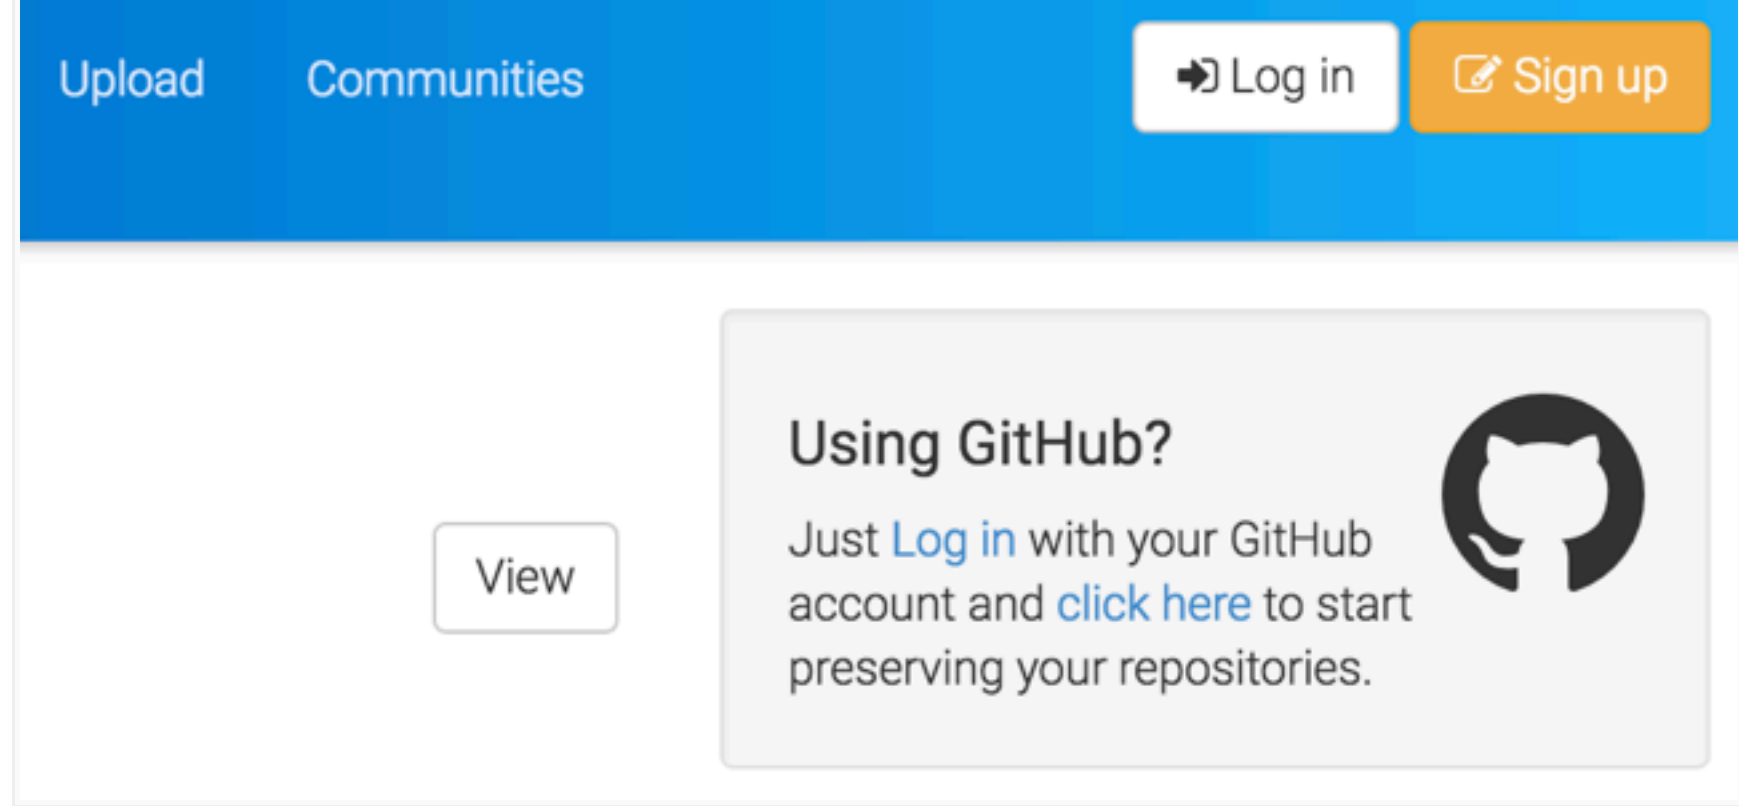 Upload Communities Log in Sign up
Using GitHub?
Just Log in with your GitHub
View
account and click here to start
preserving your repositories.